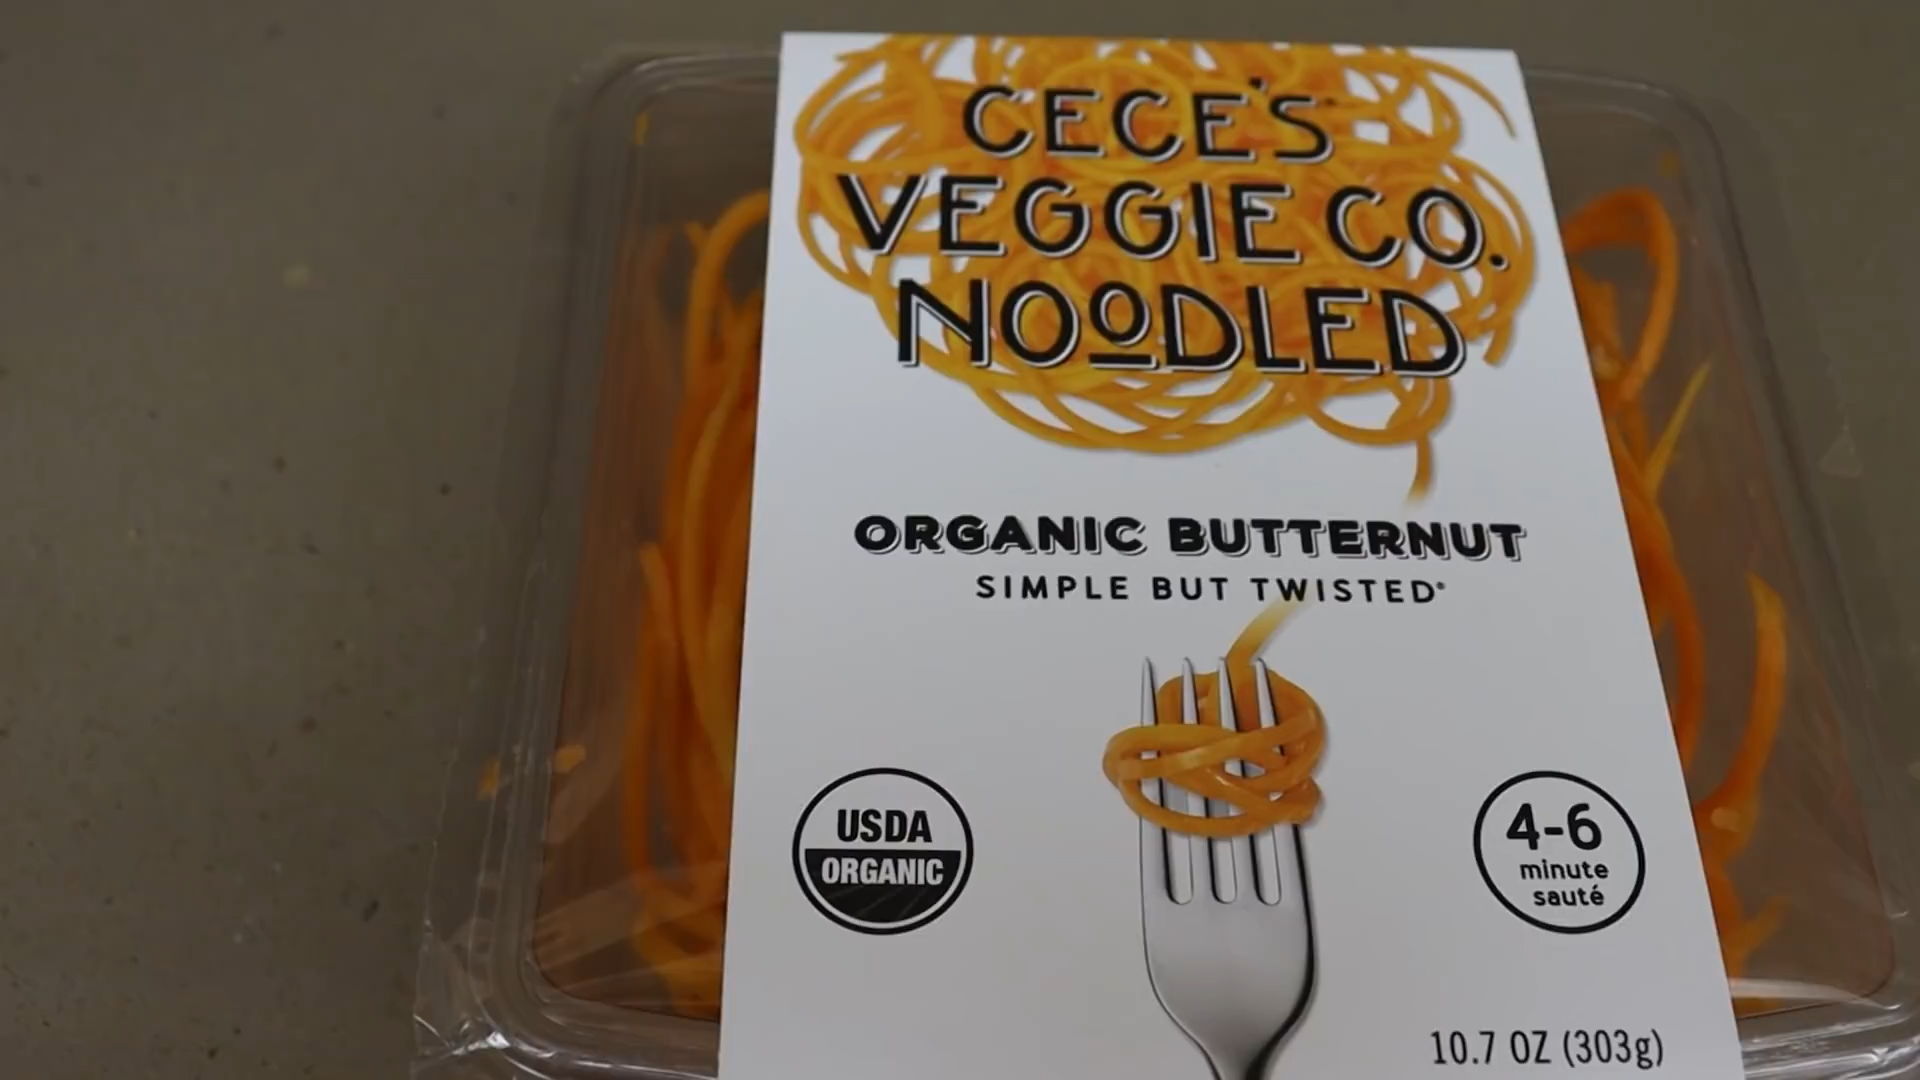 CECE'S
VEGGIE CO.
NOODLED
ORGANIC BUTTERNUT
SIMPLE BUT TWISTED®
USDA
ORGANIC
4-6
minute
sauté
10.7 OZ (303g)